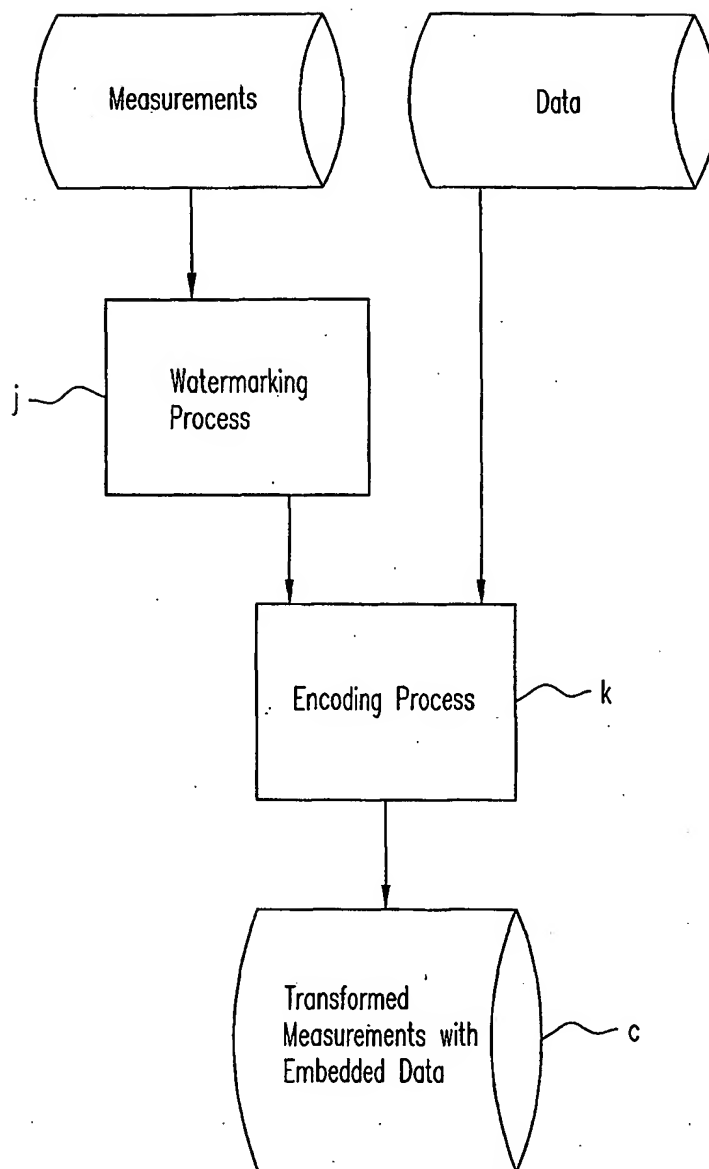 Measurements
Data
Watermarking
Process
j
Encoding Process
k
Transformed
Measurements with
Embedded Data
c